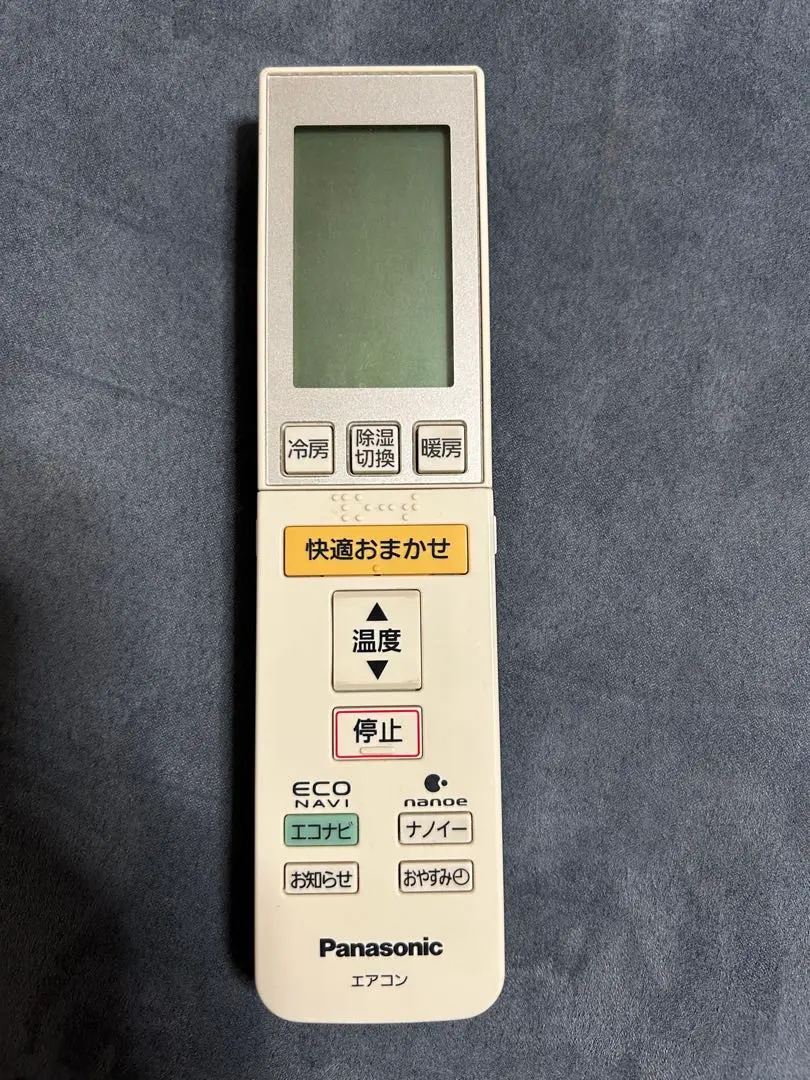 冷房
除湿
切換
暖房
快適おまかせ
▲
温度
▼
停止
ECO
NAVI
nanoe
エコナビ
ナノイー
お知らせ
おやすみ
Panasonic
エアコン